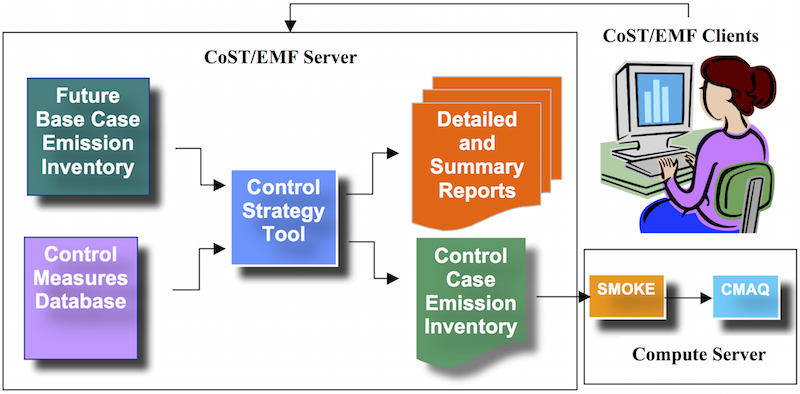 CoST/EMF Server
CoST/EMF Clients
Future
Base Case
Emission
Inventory
Control
Measures
Database
Control
Strategy
Tool
Detailed
and
Summary
Reports
Control
Case
Emission
Inventory
SMOKE
CMAQ
Compute Server